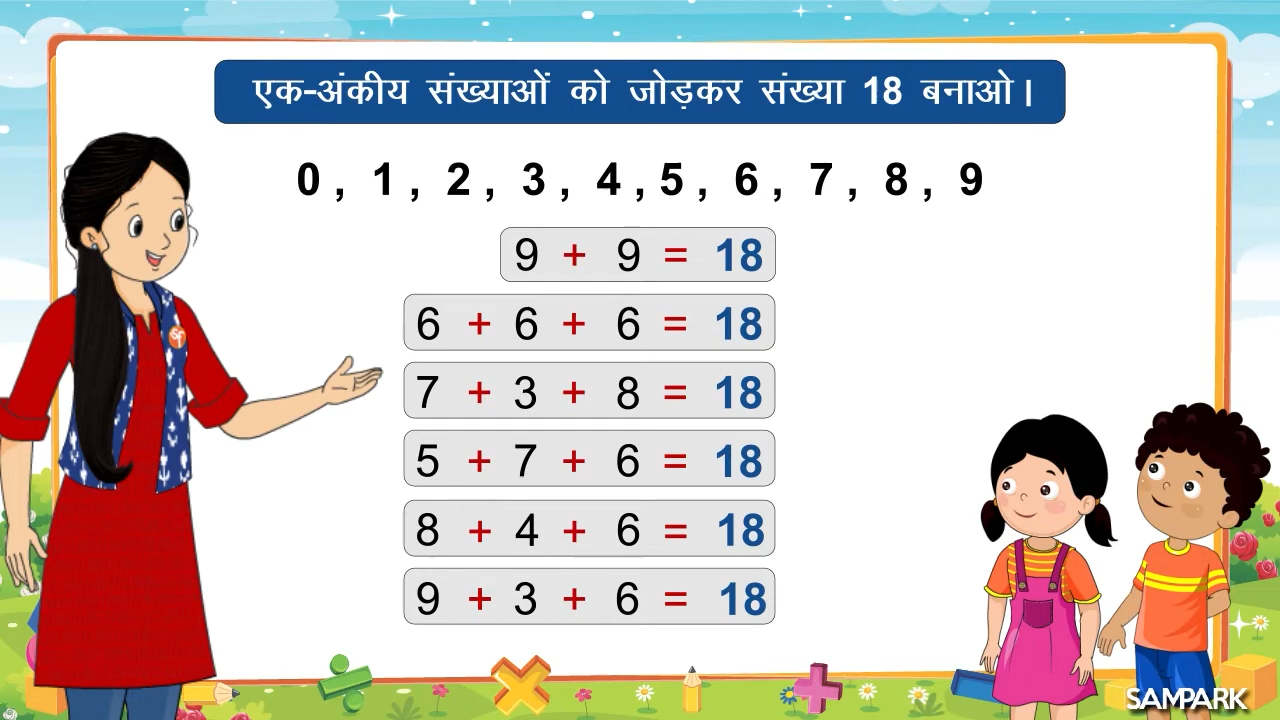 एक-अंकीय संख्याओं को जोड़कर संख्या 18 बनाओ।
0, 1, 2, 3, 4, 5, 6, 7, 8, 9
9 + 9 = 18
6 + 6 + 6 = 18
7 + 3 + 8 = 18
5 + 7 + 6 = 18
8 + 4 + 6 = 18
9 + 3 + 6 = 18
SAMPARK